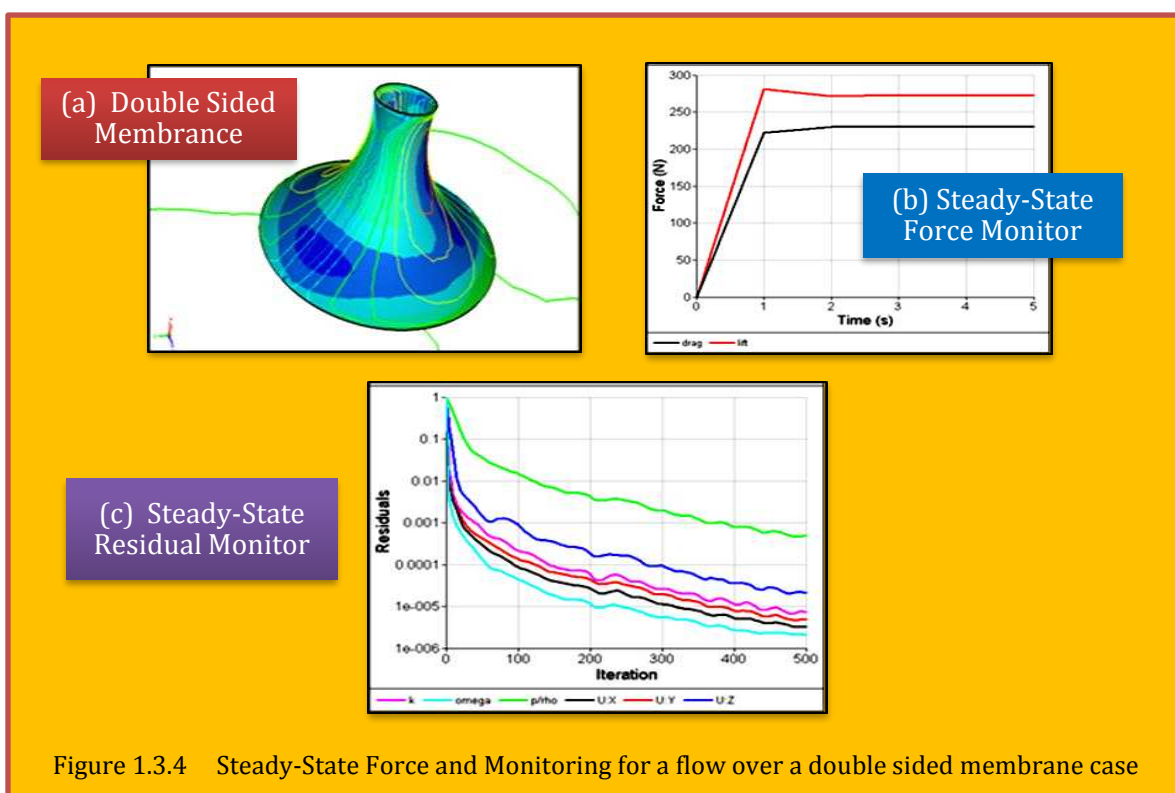 (a) Double Sided
Membrance
300
250
200
150
100
50
0
Force (N)
0 1 2 3 4 5
Time (s)
drag lift
(b) Steady-State
Force Monitor
(c) Steady-State
Residual Monitor
1
0.1
0.01
0.001
0.0001
1e-005
1e-006
Residuals
0 100 200 300 400 500
Iteration
k omega p/rho U:X U:Y U:Z
Figure 1.3.4 Steady-State Force and Monitoring for a flow over a double sided membrane case